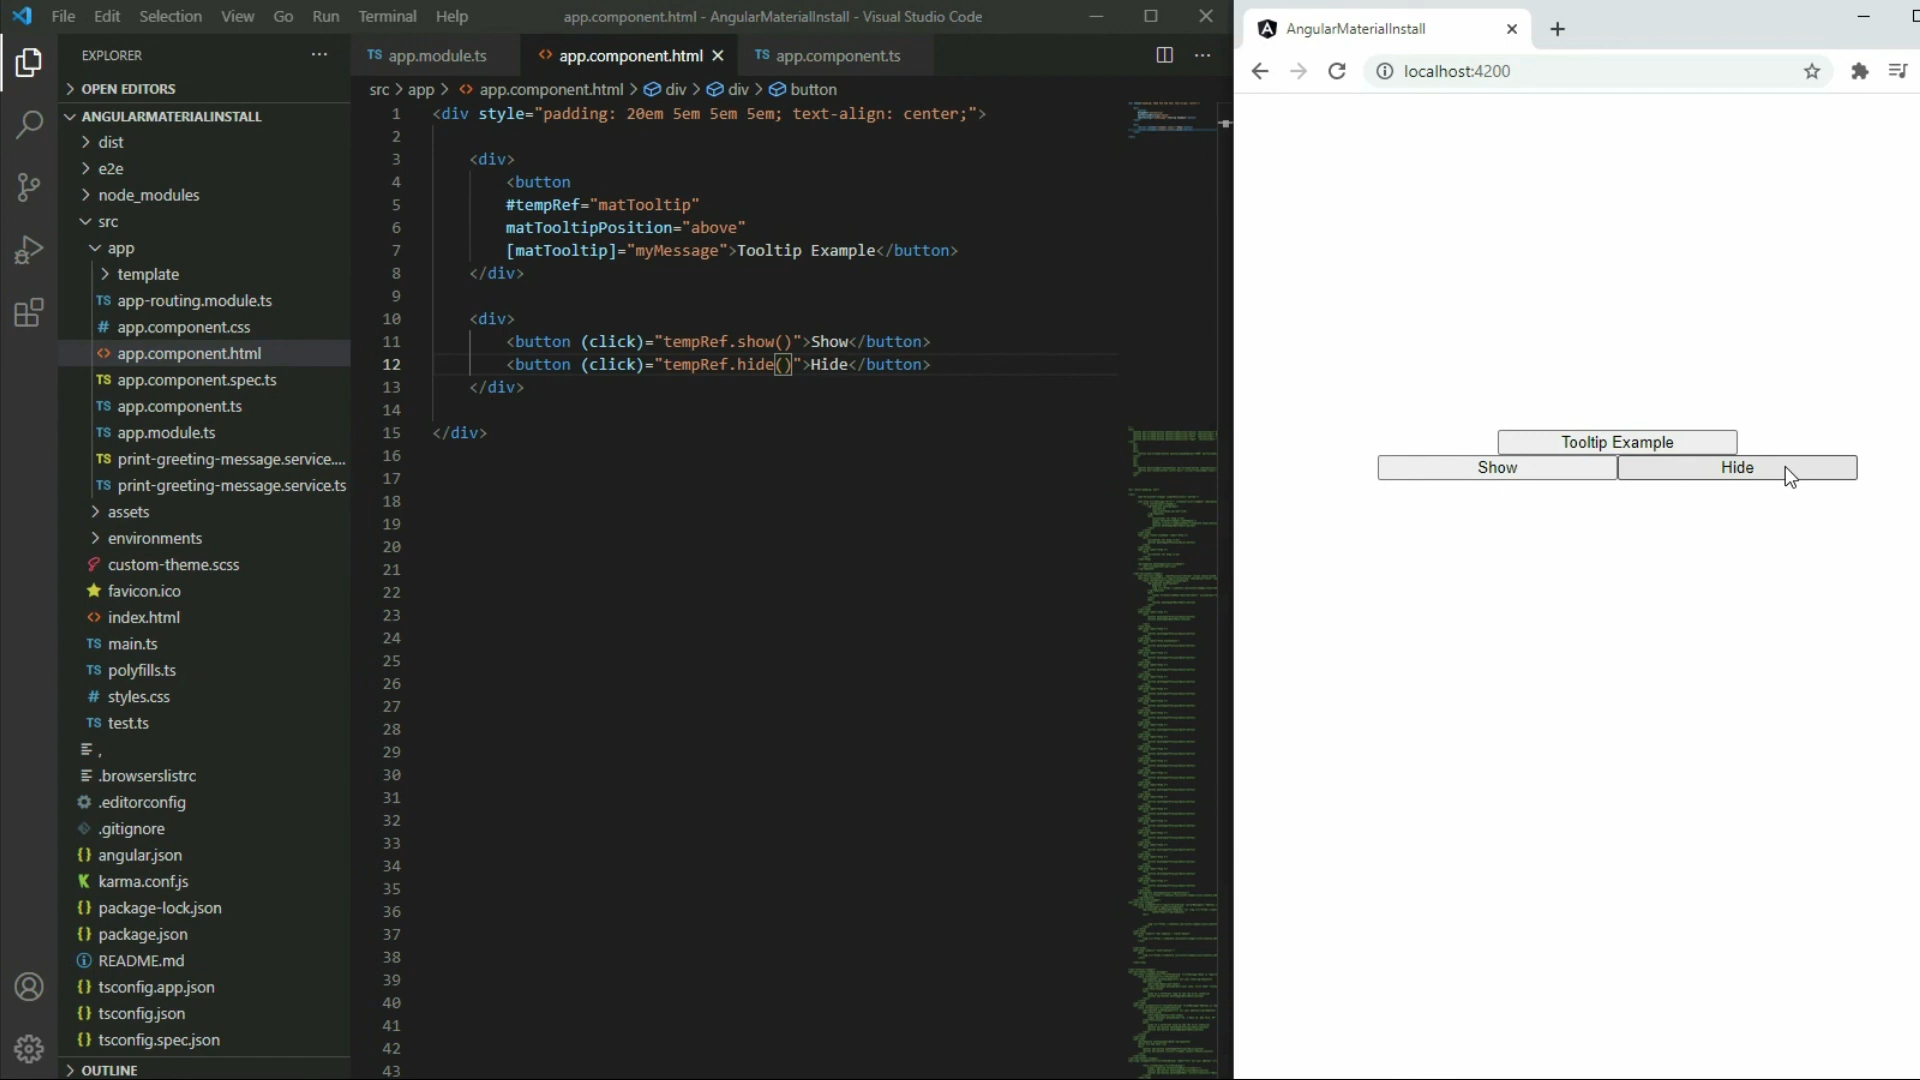 File Edit Selection View Go Run Terminal Help
app.component.html - AngularMaterialInstall - Visual Studio Code
EXPLORER
OPEN EDITORS
ANGULARMATERIALINSTALL
dist
e2e
node_modules
src
app
template
TS app-routing.module.ts
# app.component.css
<> app.component.html
TS app.component.spec.ts
TS app.component.ts
TS app.module.ts
TS print-greeting-message.service....
TS print-greeting-message.service.ts
assets
environments
custom-theme.scss
favicon.ico
<> index.html
TS main.ts
TS polyfills.ts
# styles.css
TS test.ts
,
.browserslistrc
.editorconfig
.gitignore
{} angular.json
K karma.conf.js
{} package-lock.json
{} package.json
README.md
{} tsconfig.app.json
{} tsconfig.json
{} tsconfig.spec.json
OUTLINE
TS app.module.ts
<> app.component.html
TS app.component.ts
src > app > <> app.component.html > div > div > button
1 <div style="padding: 20em 5em 5em 5em; text-align: center;">
2
3 <div>
4 <button
5 #tempRef="matTooltip"
6 matTooltipPosition="above"
7 [matTooltip]="myMessage">Tooltip Example</button>
8 </div>
9
10 <div>
11 <button (click)="tempRef.show()">Show</button>
12 <button (click)="tempRef.hide()">Hide</button>
13 </div>
14
15 </div>
16
17
18
19
20
21
22
23
24
25
26
27
28
29
30
31
32
33
34
35
36
37
38
39
40
41
42
43
AngularMaterialInstall
localhost:4200
Tooltip Example
Show Hide